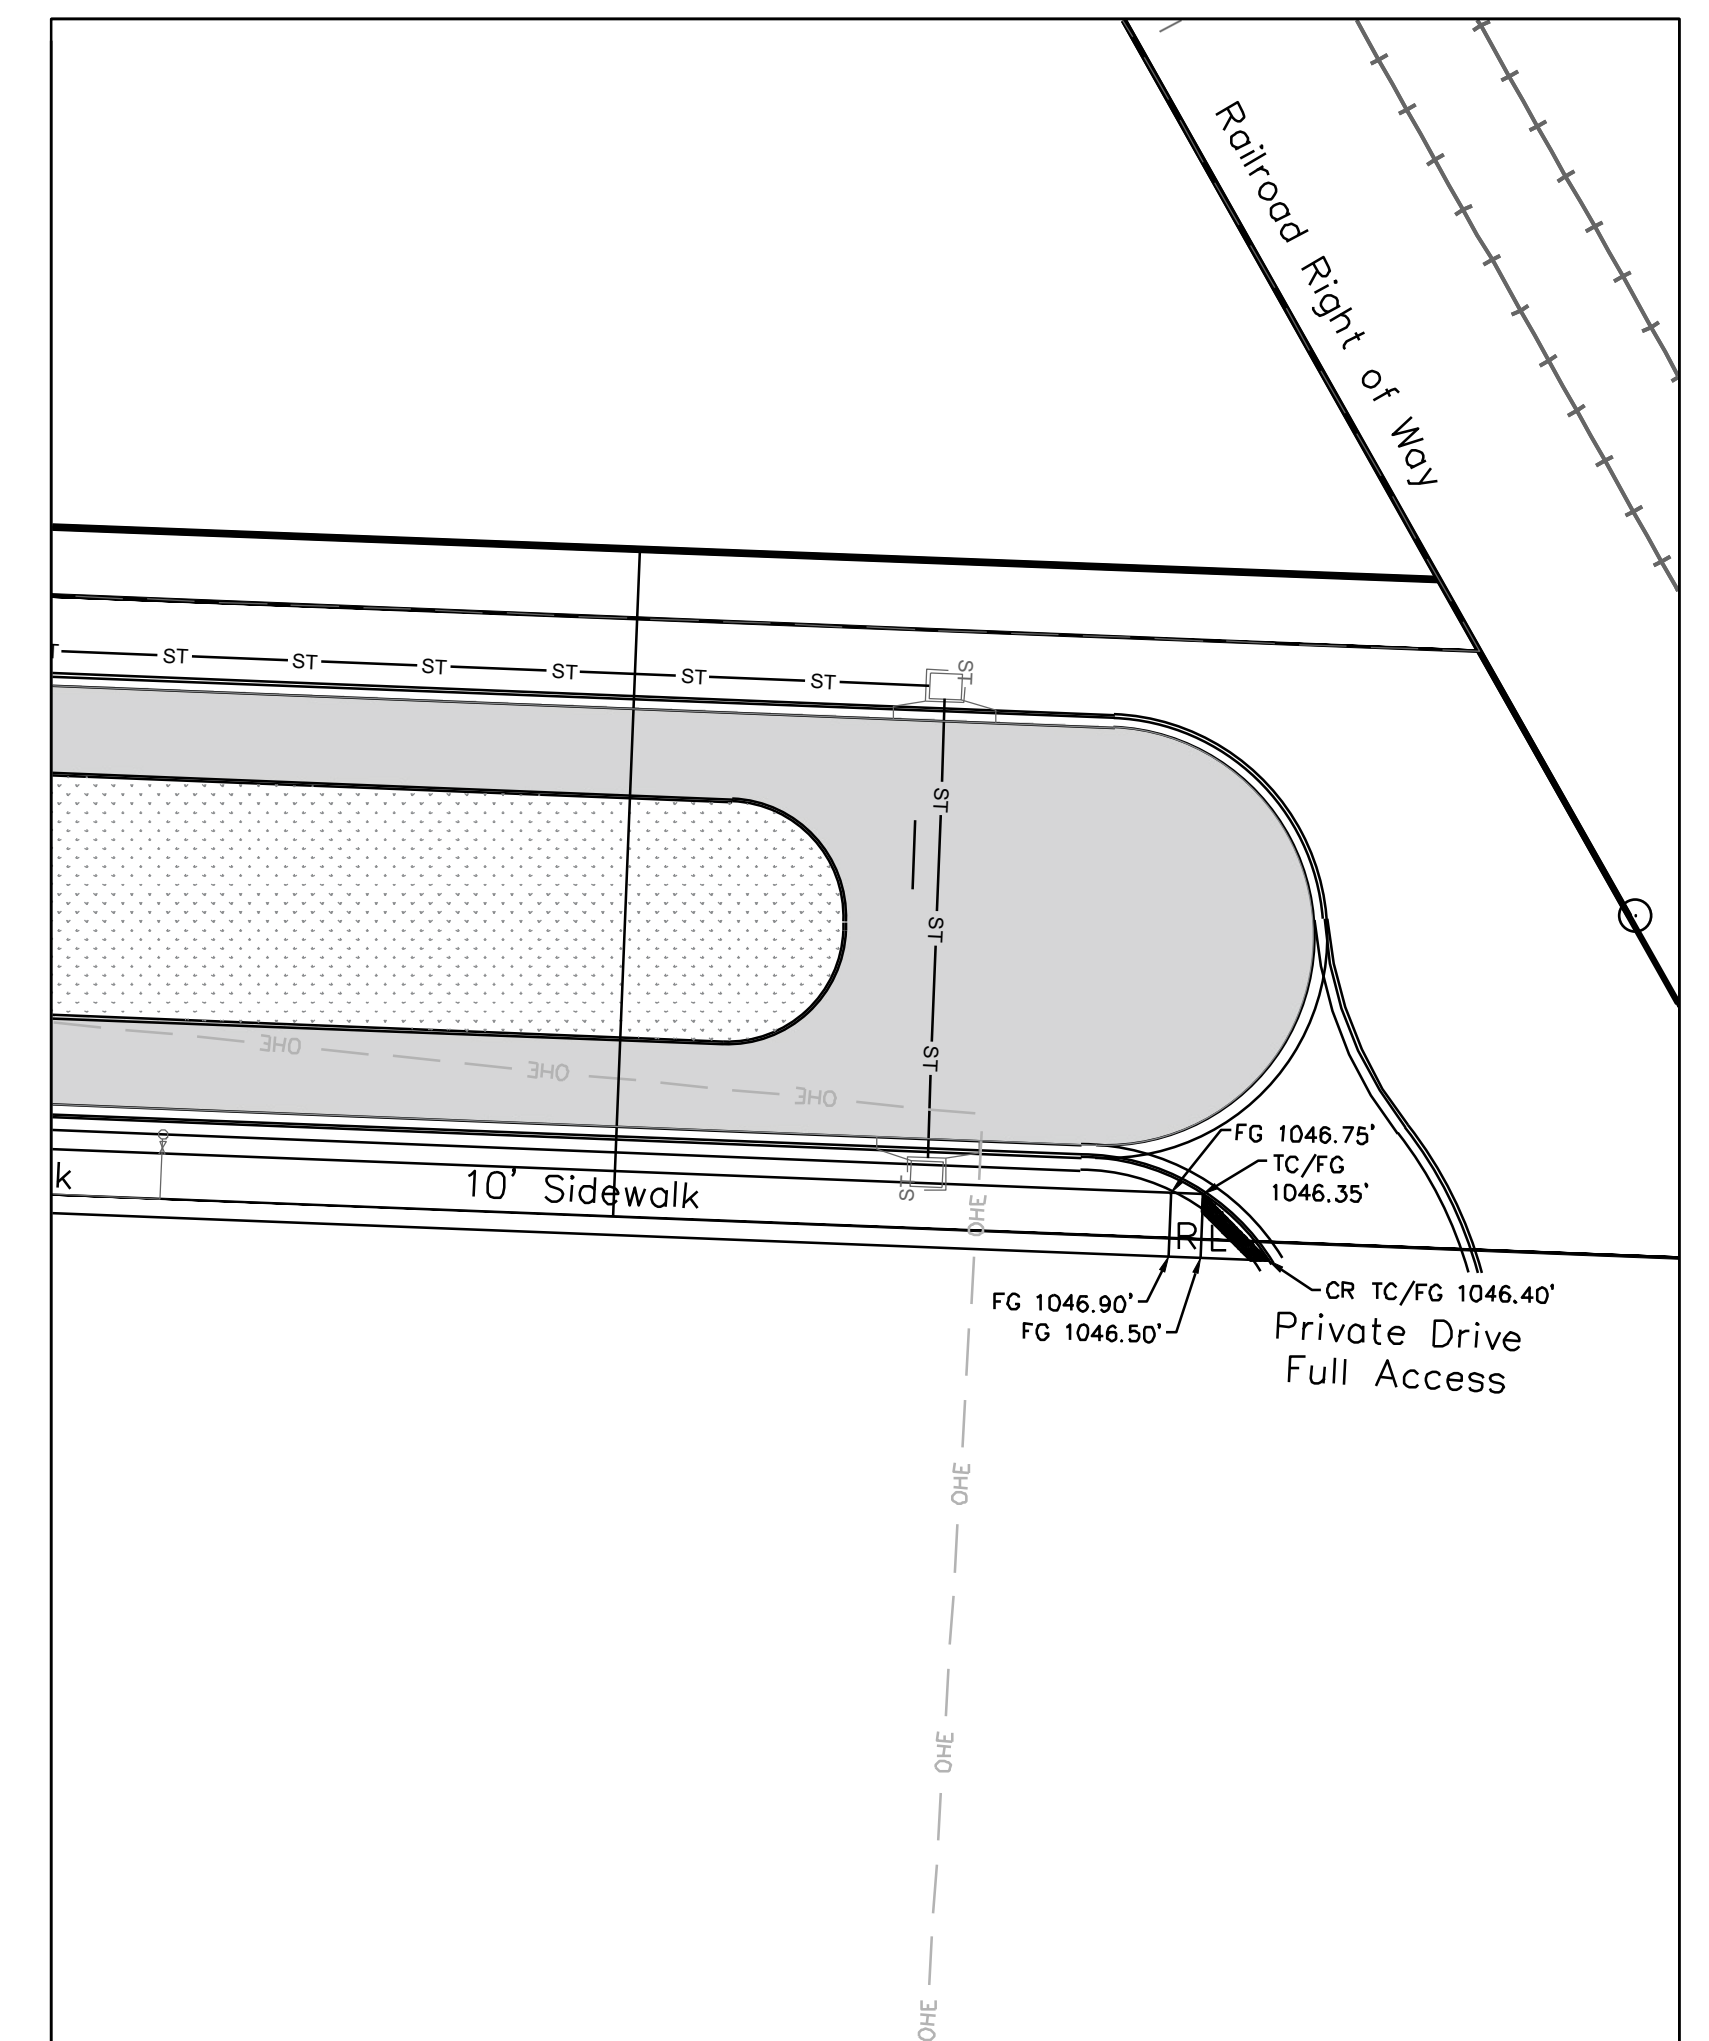 Railroad Right of Way
ST
ST
ST
ST
ST
ST
ST
ST
ST
ST
OHE
OHE
OHE
FG 1046.75'
TC/FG
1046.35'
k
10' Sidewalk
ST
OHE
R L
CR TC/FG 1046.40'
FG 1046.90'
FG 1046.50'
Private Drive
Full Access
OHE
OHE
OHE